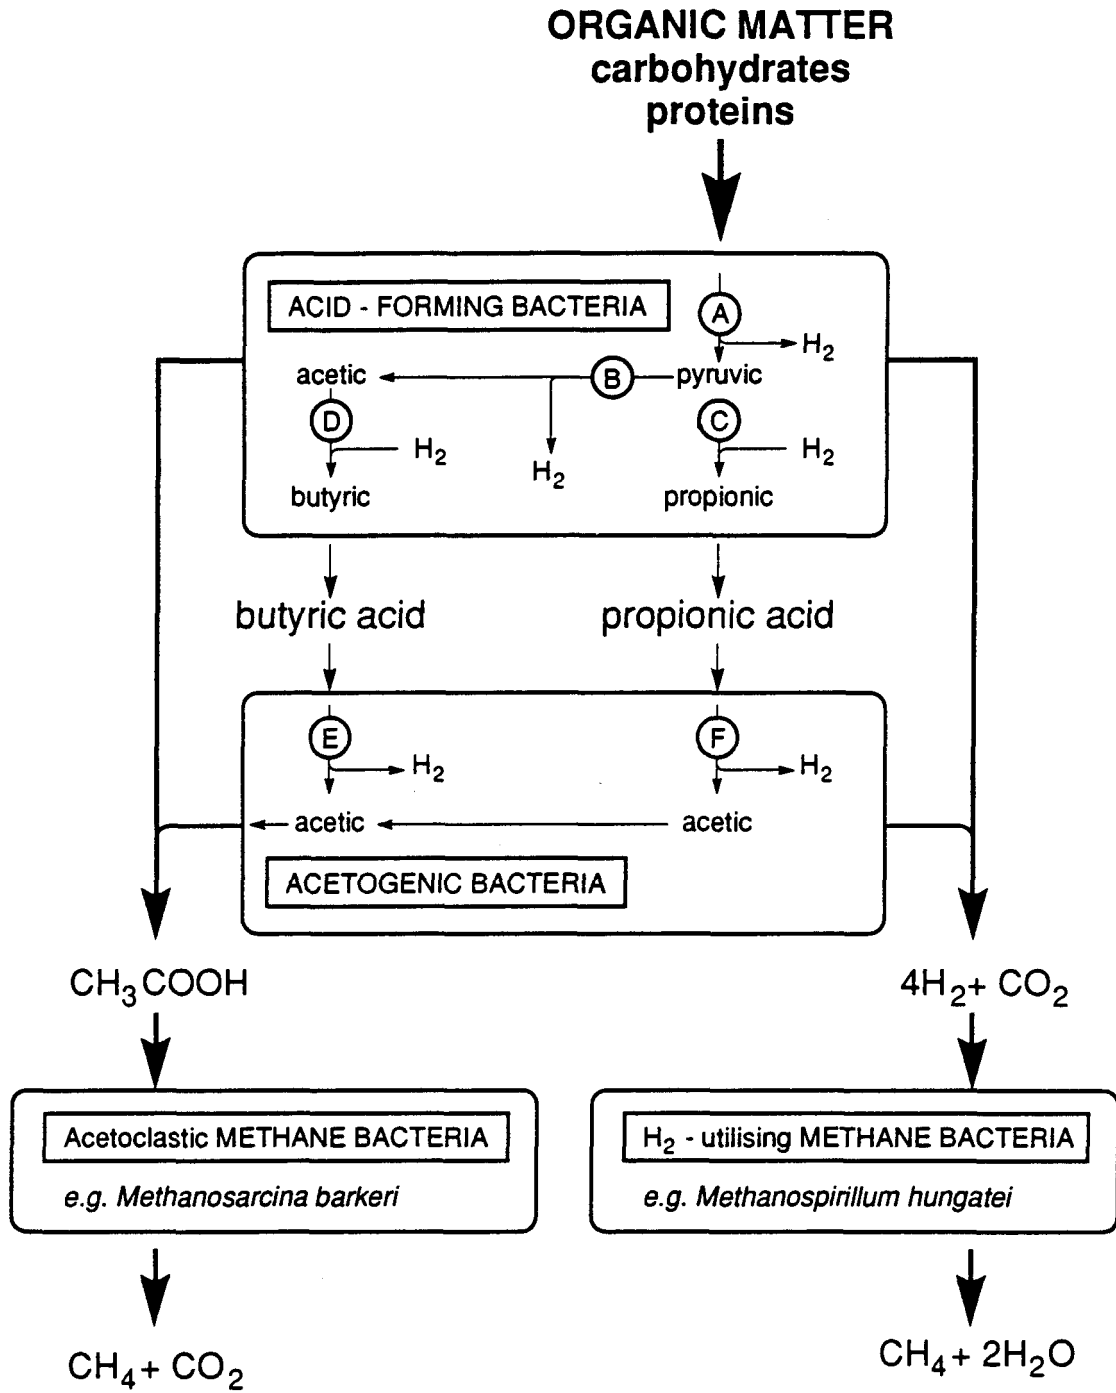 ORGANIC MATTER
carbohydrates
proteins
ACID - FORMING BACTERIA
A
H2
acetic
B
pyruvic
D
H2
H2
C
H2
butyric
propionic
butyric acid
propionic acid
E
H2
F
H2
acetic
acetic
ACETOGENIC BACTERIA
CH3COOH
4H2+ CO2
Acetoclastic METHANE BACTERIA
e.g. Methanosarcina barkeri
H2 - utilising METHANE BACTERIA
e.g. Methanospirillum hungatei
CH4 + CO2
CH4 + 2H2O